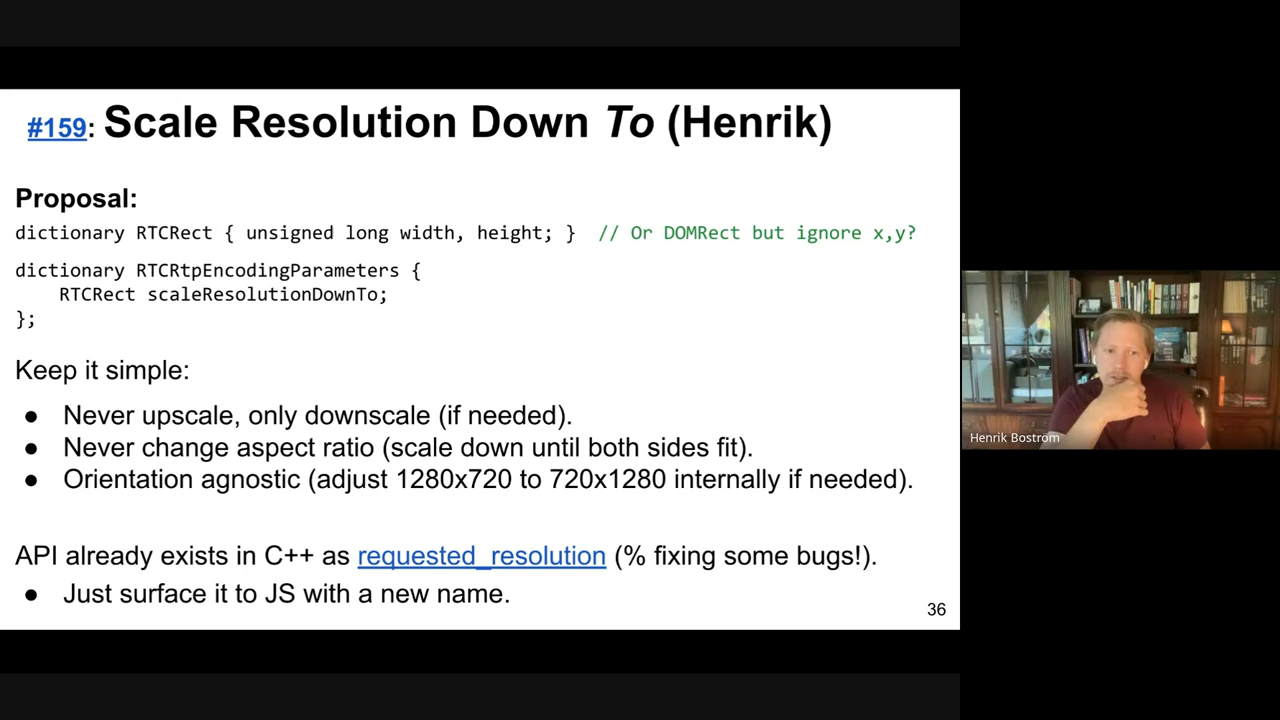 #159: Scale Resolution Down To (Henrik)
Proposal:
dictionary RTCRect { unsigned long width, height; } // Or DOMRect but ignore x,y?
dictionary RTCRtpEncodingParameters {
RTCRect scaleResolutionDownTo;
};
Keep it simple:
● Never upscale, only downscale (if needed).
● Never change aspect ratio (scale down until both sides fit).
● Orientation agnostic (adjust 1280x720 to 720x1280 internally if needed).
API already exists in C++ as requested_resolution (% fixing some bugs!).
● Just surface it to JS with a new name.
36
Henrik Boström